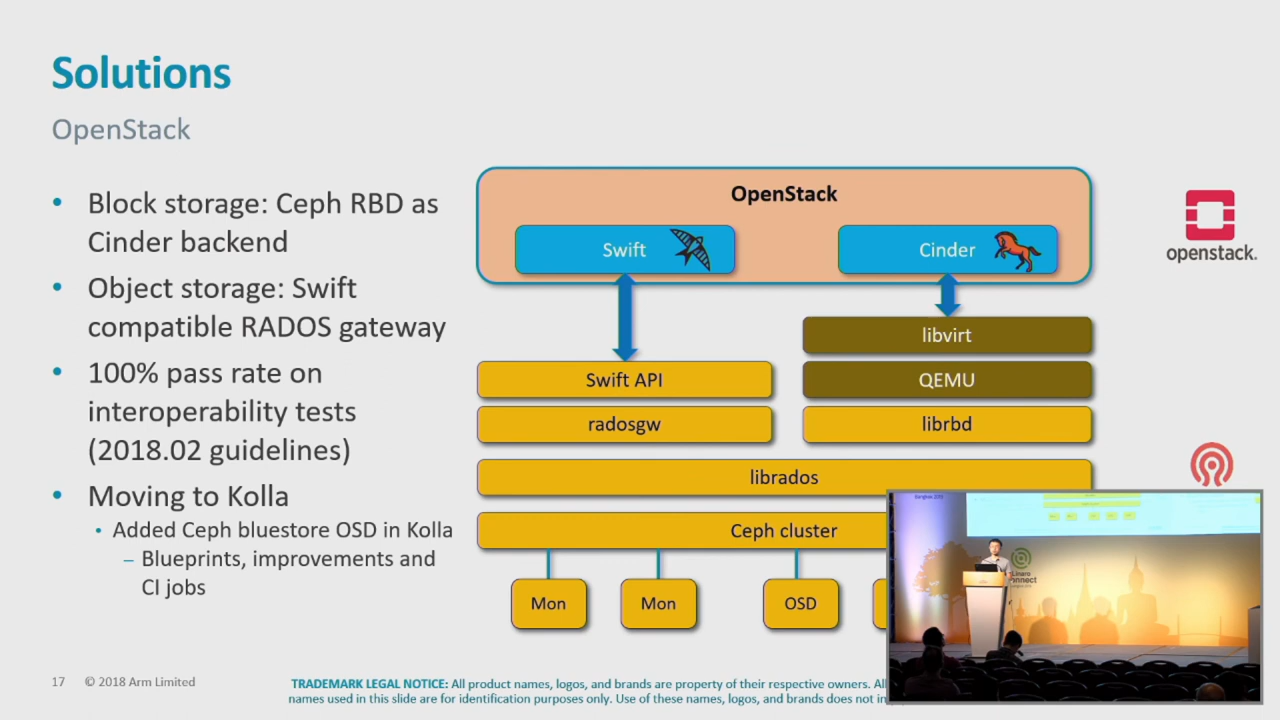 Solutions
OpenStack
• Block storage: Ceph RBD as
Cinder backend
• Object storage: Swift
compatible RADOS gateway
• 100% pass rate on
interoperability tests
(2018.02 guidelines)
• Moving to Kolla
• Added Ceph bluestore OSD in Kolla
– Blueprints, improvements and
CI jobs
OpenStack
Swift
Cinder
libvirt
Swift API
QEMU
radosgw
librbd
librados
Ceph cluster
Mon
Mon
OSD
openstack.
Linaro
connect
17 © 2018 Arm Limited
TRADEMARK LEGAL NOTICE: All product names, logos, and brands are property of their respective owners. All
names used in this slide are for identification purposes only. Use of these names, logos, and brands does not